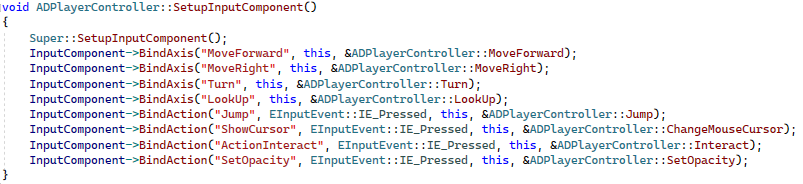 void ADPlayerController::SetupInputComponent()
{
    Super::SetupInputComponent();
    InputComponent->BindAxis("MoveForward", this, &ADPlayerController::MoveForward);
    InputComponent->BindAxis("MoveRight", this, &ADPlayerController::MoveRight);
    InputComponent->BindAxis("Turn", this, &ADPlayerController::Turn);
    InputComponent->BindAxis("LookUp", this, &ADPlayerController::LookUp);
    InputComponent->BindAction("Jump", EInputEvent::IE_Pressed, this, &ADPlayerController::Jump);
    InputComponent->BindAction("ShowCursor", EInputEvent::IE_Pressed, this, &ADPlayerController::ChangeMouseCursor);
    InputComponent->BindAction("ActionInteract", EInputEvent::IE_Pressed, this, &ADPlayerController::Interact);
    InputComponent->BindAction("SetOpacity", EInputEvent::IE_Pressed, this, &ADPlayerController::SetOpacity);
}